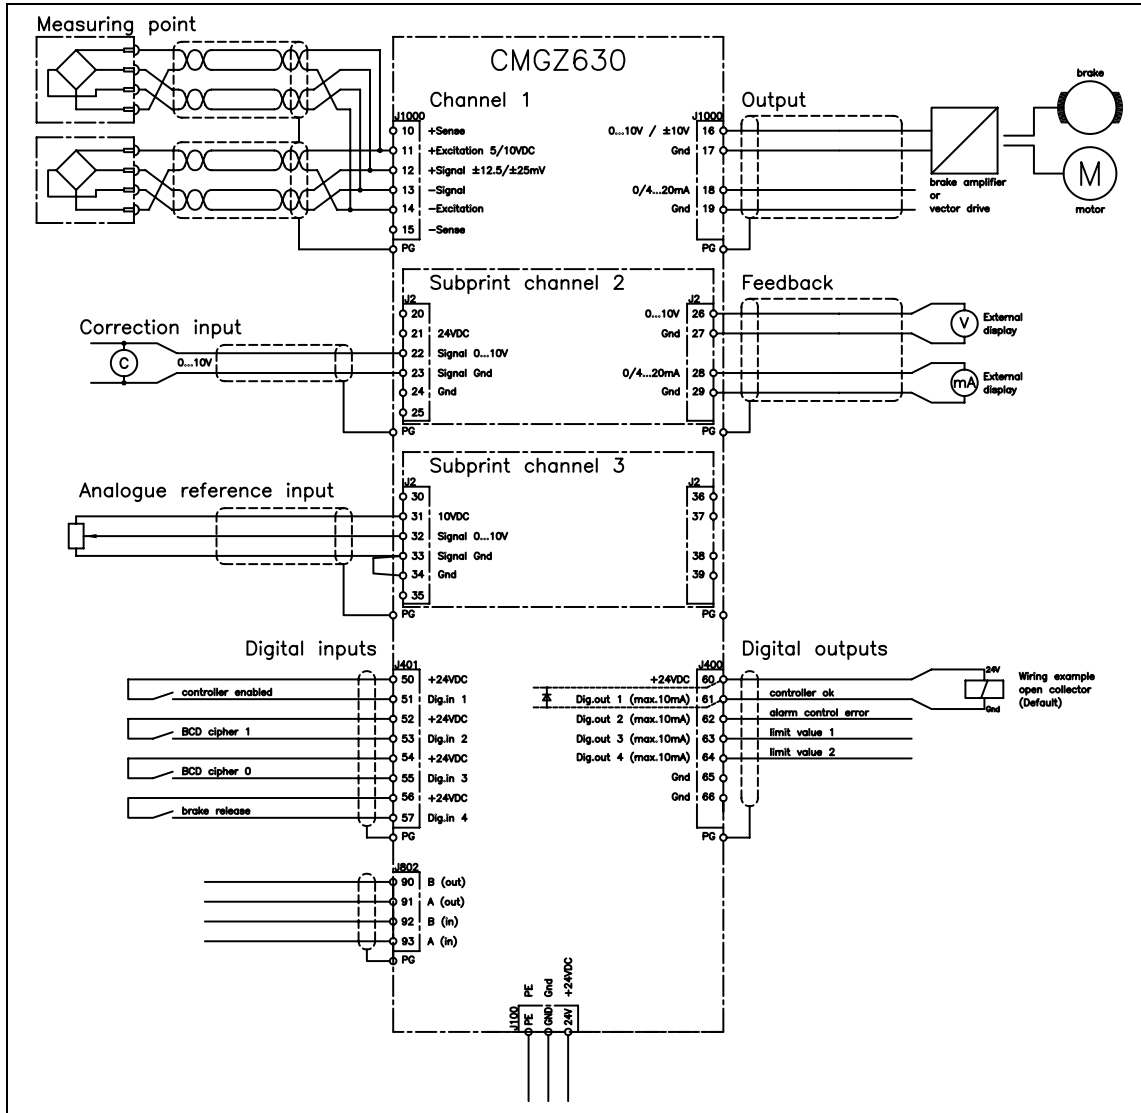 Measuring point
CMGZ630
Channel 1
J1000
10 +Sense
11 +Excitation 5/10VDC
12 +Signal ±12.5/±25mV
13 −Signal
14 −Excitation
15 −Sense
PG
Output
J1000
0...10V / ±10V 16
Gnd 17
0/4...20mA 18
Gnd 19
PG
brake amplifier
or
vector drive
brake
M
motor
Subprint channel 2
Correction input
C
0...10V
J2
20
21 24VDC
22 Signal 0...10V
23 Signal Gnd
24 Gnd
25
PG
Feedback
J2
0...10V 26
Gnd 27
0/4...20mA 28
Gnd 29
PG
V
External
display
mA
External
display
Subprint channel 3
Analogue reference input
J2
30
31 10VDC
32 Signal 0...10V
33 Signal Gnd
34 Gnd
35
PG
J2
36
37
38
39
PG
Digital inputs
J401
50 +24VDC
controller enabled 51 Dig.in 1
52 +24VDC
BCD cipher 1 53 Dig.in 2
54 +24VDC
BCD cipher 0 55 Dig.in 3
56 +24VDC
brake release 57 Dig.in 4
PG
Digital outputs
J400
+24VDC 60
Dig.out 1 (max.10mA) 61 controller ok
Dig.out 2 (max.10mA) 62 alarm control error
Dig.out 3 (max.10mA) 63 limit value 1
Dig.out 4 (max.10mA) 64 limit value 2
Gnd 65
Gnd 66
PG
24V
Gnd
Wiring example
open collector
(Default)
J802
90 B (out)
91 A (out)
92 B (in)
93 A (in)
PG
J100
PE PE
GND Gnd
24V +24VDC